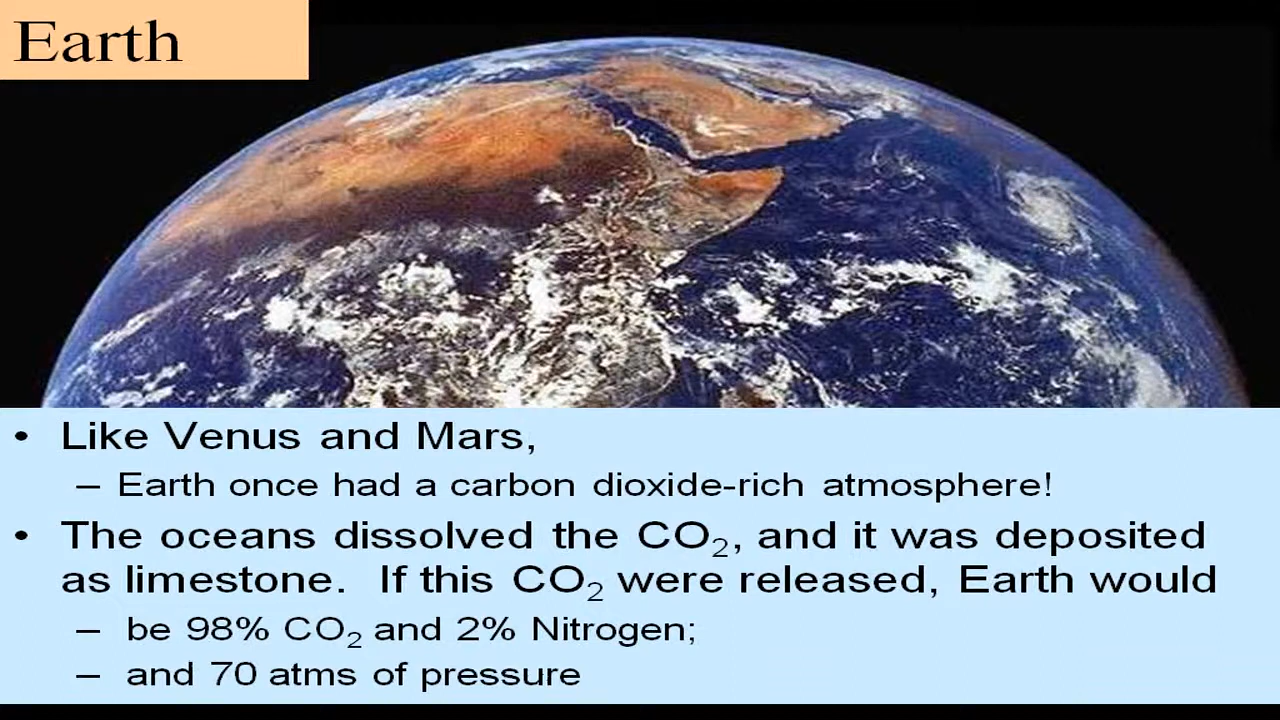 Earth
• Like Venus and Mars,
– Earth once had a carbon dioxide-rich atmosphere!
• The oceans dissolved the CO₂, and it was deposited
as limestone. If this CO₂ were released, Earth would
– be 98% CO₂ and 2% Nitrogen;
– and 70 atms of pressure